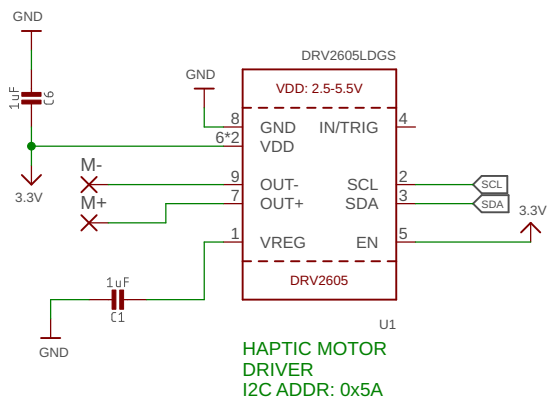 GND
DRV2605LDGS
GND
VDD: 2.5-5.5V
1uF
C6
8
GND
IN/TRIG
4
6*2
VDD
M-
3.3V
9
OUT-
SCL
2
SCL
M+
7
OUT+
SDA
3
SDA
3.3V
1
VREG
EN
5
1uF
DRV2605
C1
U1
GND
HAPTIC MOTOR
DRIVER
I2C ADDR: 0x5A